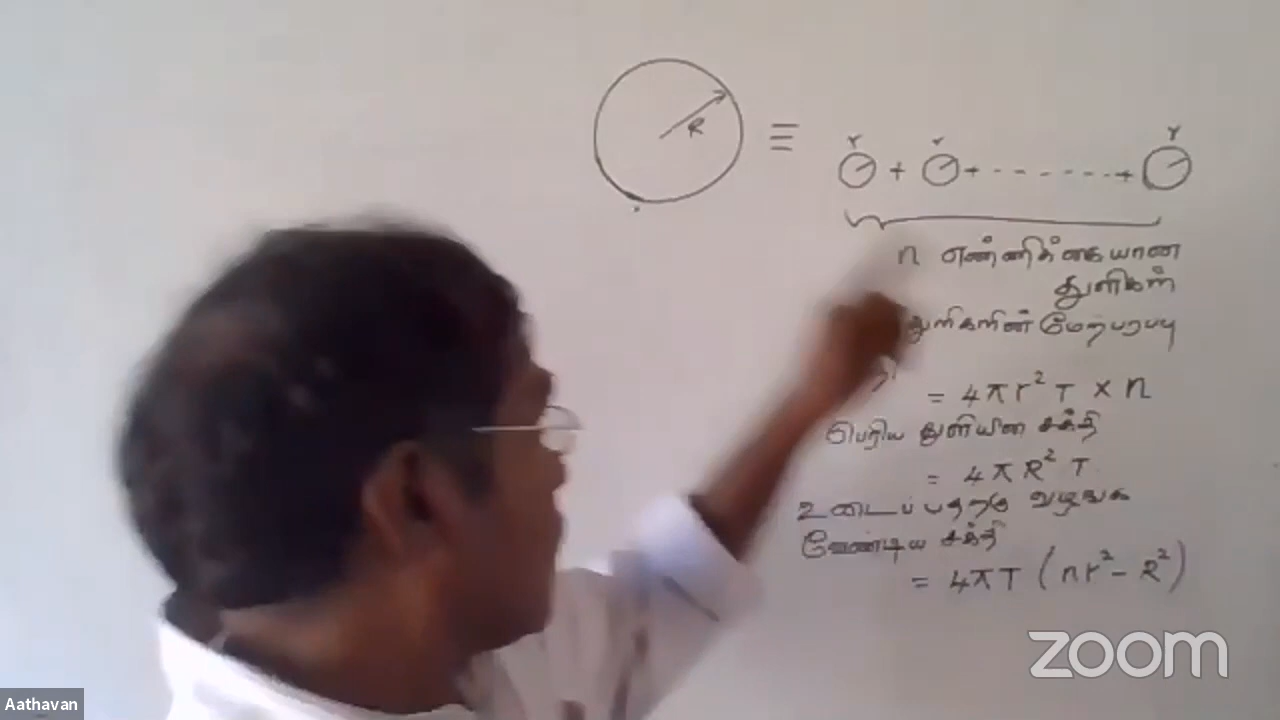 R
≡
r r r
+ + - - - - - - - +
n எண்ணிக்கையான
துளிகள்
துளிகளின் மேற்பரப்பு
= 4πr²T × n
பெரிய துளியின் சக்தி
= 4πR²T
உடைப்பதற்கு வழங்க
வேண்டிய சக்தி
= 4πT (nr² - R²)
zoom
Aathavan